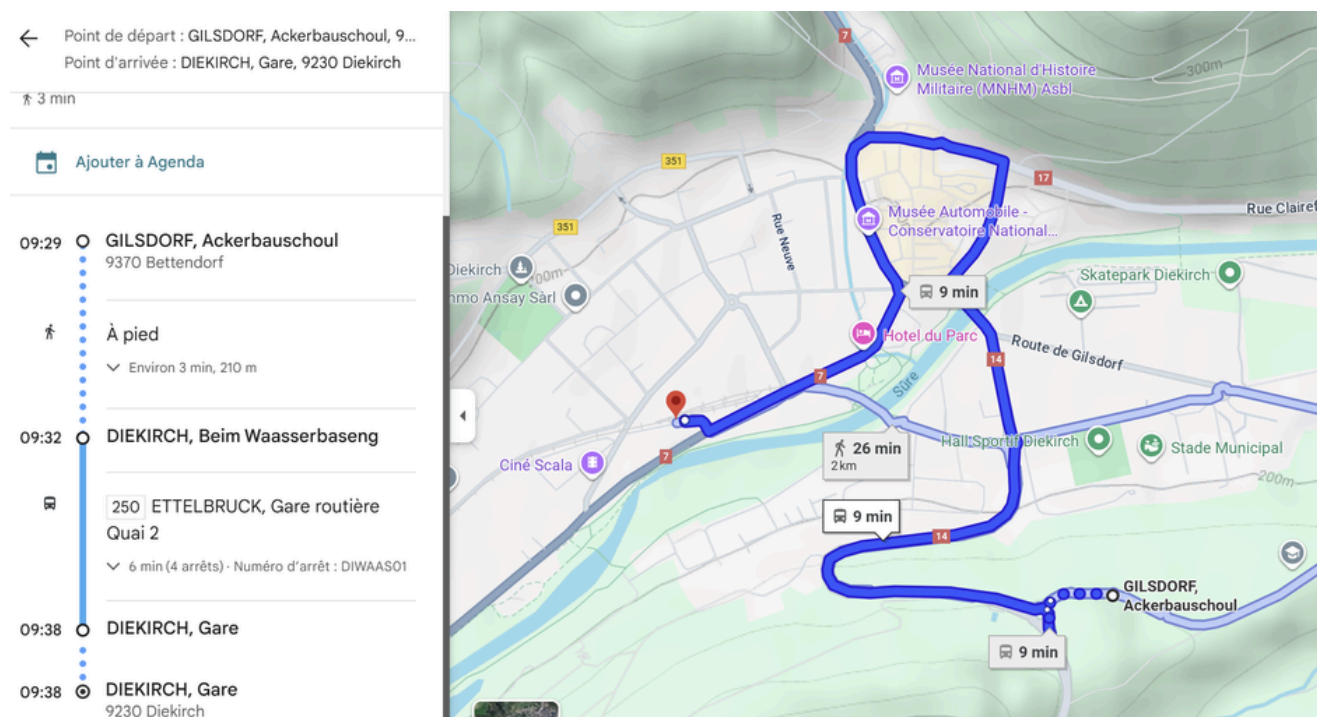 Point de départ : GILSDORF, Ackerbauschoul, 9...
Point d'arrivée : DIEKIRCH, Gare, 9230 Diekirch
3 min
Ajouter à Agenda
09:29 GILSDORF, Ackerbauschoul
9370 Bettendorf
À pied
Environ 3 min, 210 m
09:32 DIEKIRCH, Beim Waasserbaseng
250 ETTELBRUCK, Gare routière
Quai 2
6 min (4 arrêts) · Numéro d'arrêt : DIWAAS01
09:38 DIEKIRCH, Gare
09:38 DIEKIRCH, Gare
9230 Diekirch
7
Musée National d'Histoire
Militaire (MNHM) Asbl
300m
351
17
Rue Clairef
351
Musée Automobile -
Conservatoire National...
Rue Neuve
Diekirch
200m
mmo Ansay Sàrl
Skatepark Diekirch
9 min
Hotel du Parc
Route de Gilsdorf
14
7
Sûre
Hall Sportif Diekirch
Stade Municipal
26 min
2 km
7
Ciné Scala
200m
9 min
14
GILSDORF,
Ackerbauschoul
9 min